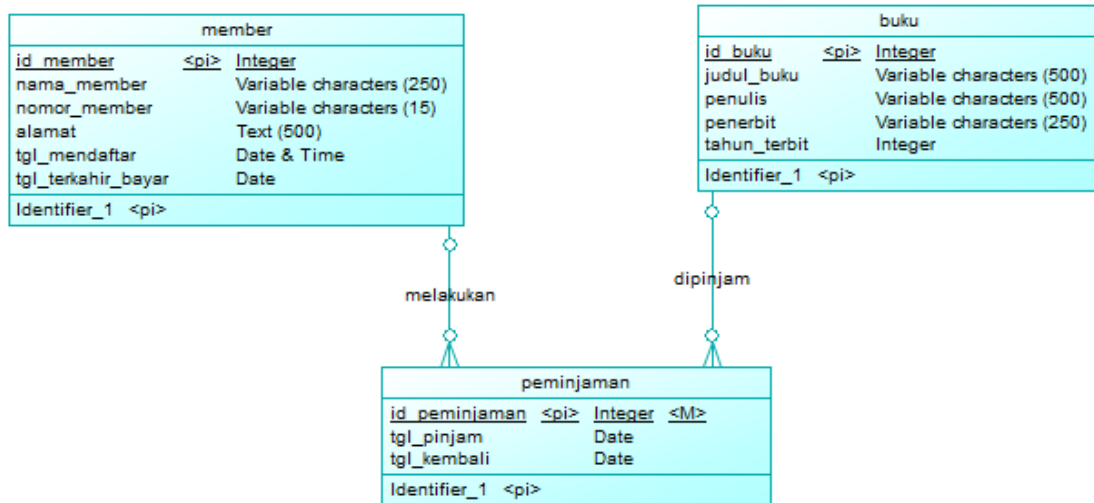 member
id_member <pi> Integer
nama_member Variable characters (250)
nomor_member Variable characters (15)
alamat Text (500)
tgl_mendaftar Date & Time
tgl_terkahir_bayar Date
Identifier_1 <pi>
buku
id_buku <pi> Integer
judul_buku Variable characters (500)
penulis Variable characters (500)
penerbit Variable characters (250)
tahun_terbit Integer
Identifier_1 <pi>
melakukan
dipinjam
peminjaman
id_peminjaman <pi> Integer <M>
tgl_pinjam Date
tgl_kembali Date
Identifier_1 <pi>